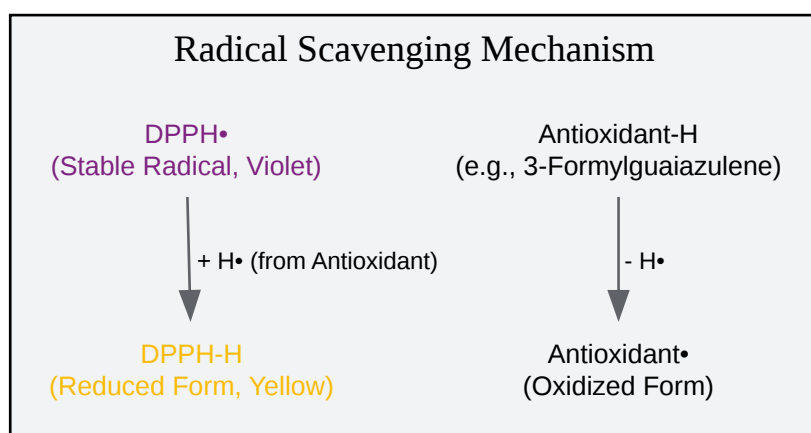 Radical Scavenging Mechanism
DPPH•
(Stable Radical, Violet)
Antioxidant-H
(e.g., 3-Formylguaiazulene)
+ H• (from Antioxidant)
- H•
DPPH-H
(Reduced Form, Yellow)
Antioxidant•
(Oxidized Form)